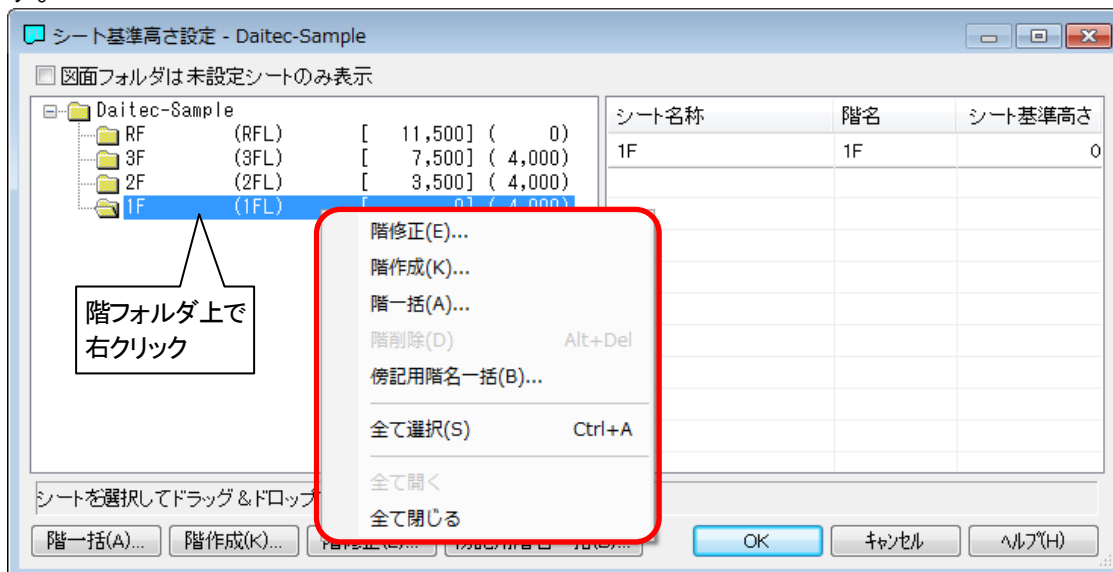 シート基準高さ設定 - Daitec-Sample
図面フォルダは未設定シートのみ表示
Daitec-Sample
RF (RFL) [ 11,500] ( 0)
3F (3FL) [ 7,500] ( 4,000)
2F (2FL) [ 3,500] ( 4,000)
1F (1FL) [ 0] ( 4,000)
シート名称 階名 シート基準高さ
1F 1F 0
階修正(E)...
階作成(K)...
階一括(A)...
階削除(D) Alt+Del
傍記用階名一括(B)...
全て選択(S) Ctrl+A
全て開く
全て閉じる
階フォルダ上で
右クリック
シートを選択してドラッグ&ドロップ
階一括(A)... 階作成(K)... OK キャンセル ヘルプ(H)